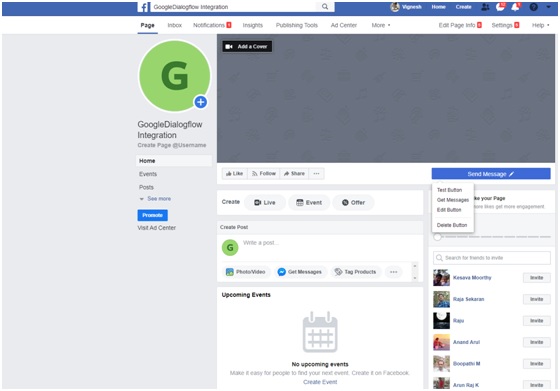 GoogleDialogflow Integration
Vignesh
Home
Create
Page
Inbox
Notifications
Insights
Publishing Tools
Ad Center
More
Edit Page Info
Settings
Help
Add a Cover
G
GoogleDialogflow
Integration
Create Page @Username
Home
Events
Posts
See more
Promote
Visit Ad Center
Like
Follow
Share
Send Message
Test Button
Get Messages
Edit Button
Delete Button
Create
Live
Event
Offer
Create Post
G
Write a post...
Photo/Video
Get Messages
Tag Products
Upcoming Events
No upcoming events
Make it easy for people to find your next event. Create it on Facebook.
Create Event
your Page
likes get more engagement.
Search for friends to invite
Kesava Moorthy
Invite
Raja Sekaran
Invite
Raju
Invite
Anand Arul
Invite
Boopathi M
Invite
Arun Raj K
Invite